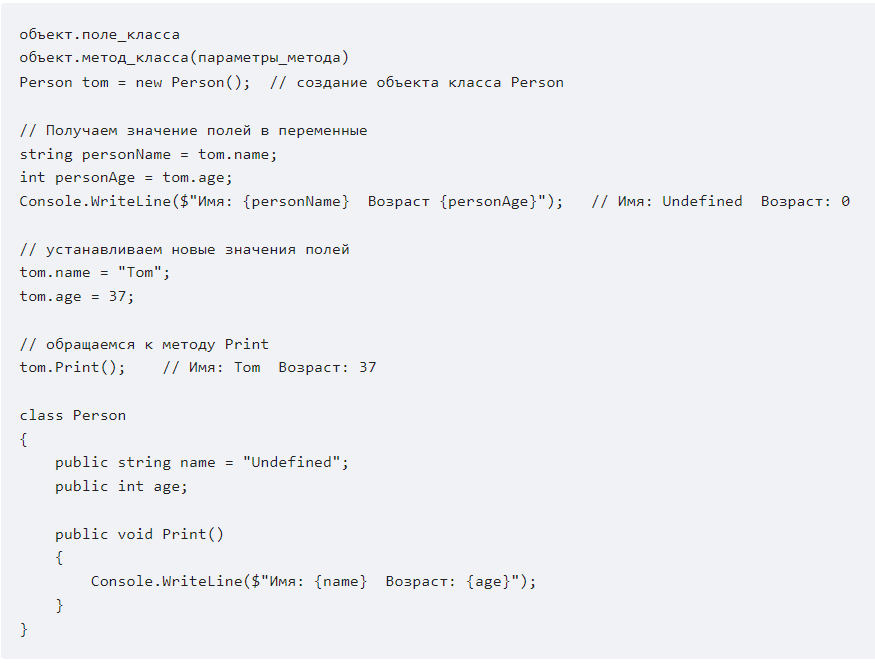 объект.поле_класса
объект.метод_класса(параметры_метода)
Person tom = new Person();  // создание объекта класса Person

// Получаем значение полей в переменные
string personName = tom.name;
int personAge = tom.age;
Console.WriteLine($"Имя: {personName}  Возраст {personAge}");   // Имя: Undefined  Возраст: 0

// устанавливаем новые значения полей
tom.name = "Tom";
tom.age = 37;

// обращаемся к методу Print
tom.Print();    // Имя: Tom  Возраст: 37

class Person
{
    public string name = "Undefined";
    public int age;

    public void Print()
    {
        Console.WriteLine($"Имя: {name}  Возраст: {age}");
    }
}